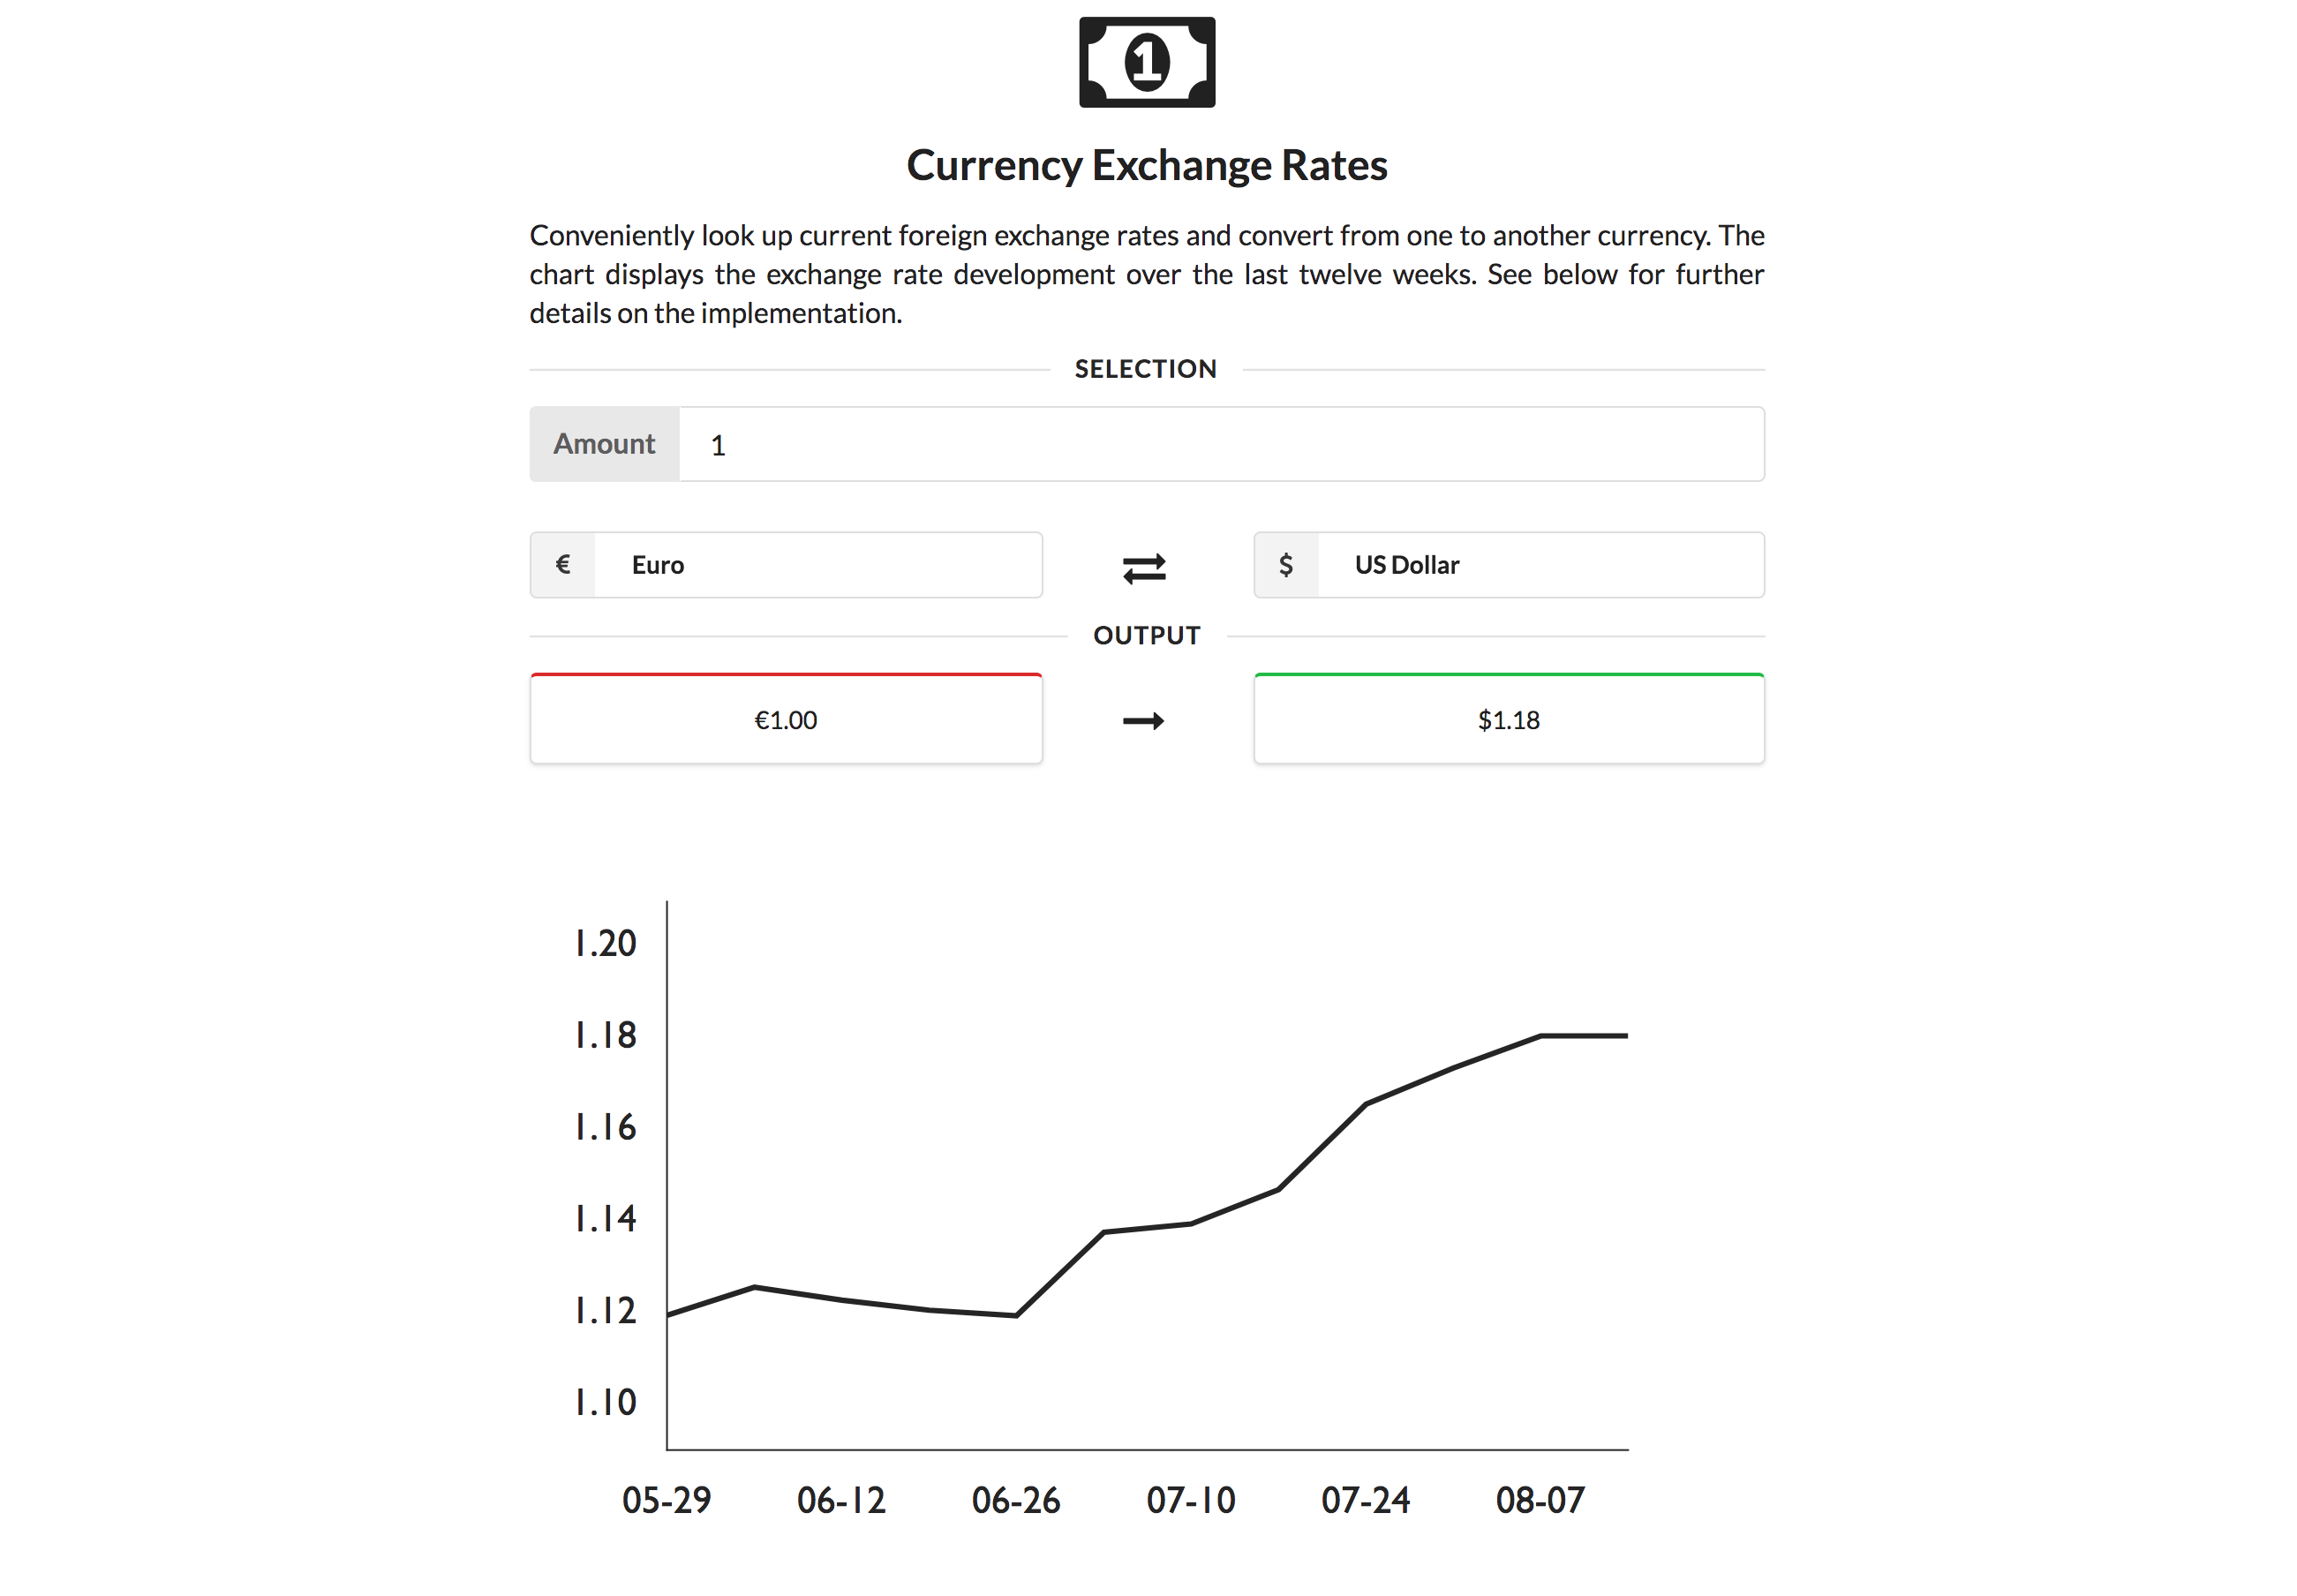 1
Currency Exchange Rates
Conveniently look up current foreign exchange rates and convert from one to another currency. The
chart displays the exchange rate development over the last twelve weeks. See below for further
details on the implementation.
SELECTION
Amount 1
€ Euro $ US Dollar
OUTPUT
€1.00 $1.18
1.20
1.18
1.16
1.14
1.12
1.10
05-29 06-12 06-26 07-10 07-24 08-07